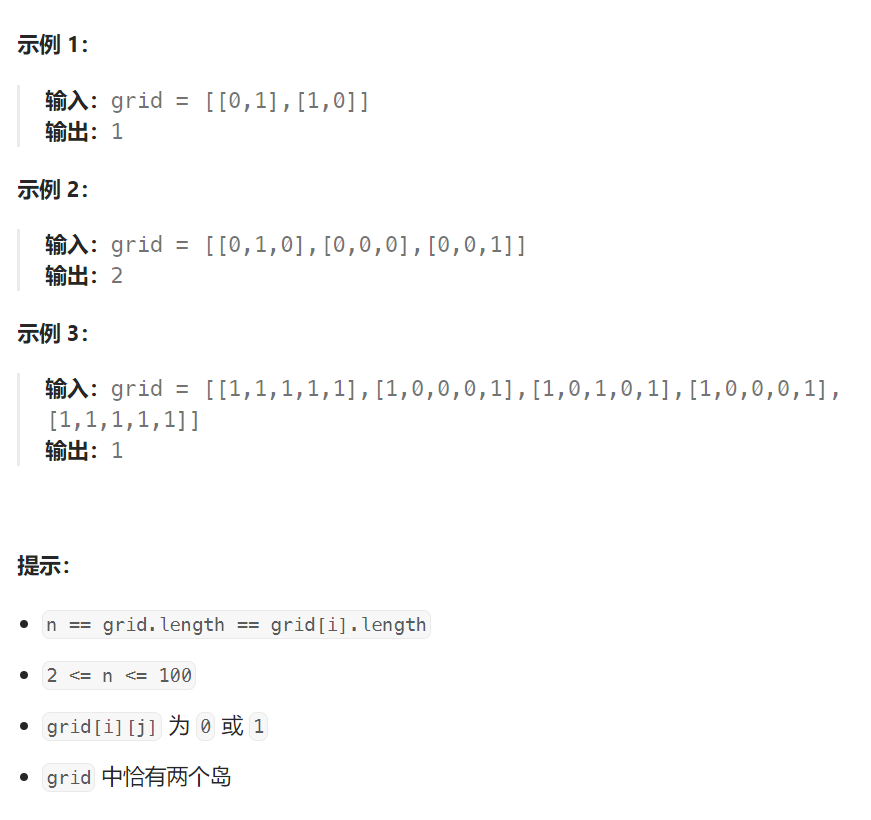 示例 1：
输入：grid = [[0,1],[1,0]]
输出：1
示例 2：
输入：grid = [[0,1,0],[0,0,0],[0,0,1]]
输出：2
示例 3：
输入：grid = [[1,1,1,1,1],[1,0,0,0,1],[1,0,1,0,1],[1,0,0,0,1],
[1,1,1,1,1]]
输出：1
提示：
n == grid.length == grid[i].length
2 <= n <= 100
grid[i][j] 为 0 或 1
grid 中恰有两个岛